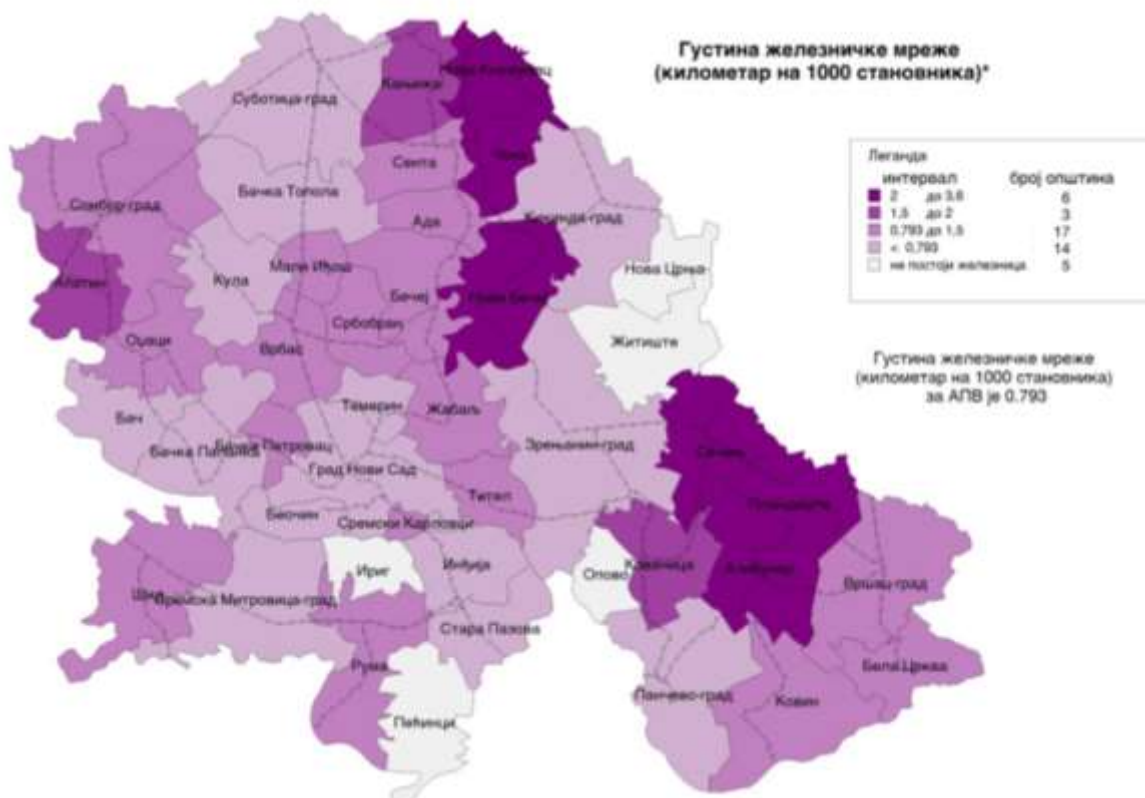 Густина железничке мреже
(километар на 1000 становника)*
Легенда
интервал број општина
2 до 3,6 6
1,5 до 2 3
0.793 до 1,5 17
< 0,793 14
не постоји железница 5
Густина железничке мреже
(километар на 1000 становника)
за АПВ је 0.793
Кањижа
Суботица-град
Сента
Бачка Топола
Сомбор-град
Ада
Кикинда-град
Нова Црња
Апатин
Кула
Мали Иђош
Бечеј
Нови Бечеј
Србобран
Житиште
Оџаци
Врбас
Бач
Темерин
Жабаљ
Бачка Паланка
Бачки Петровац
Зрењанин-град
Град Нови Сад
Сечањ
Тител
Пландиште
Беочин
Сремски Карловци
Ириг
Инђија
Опово
Ковачица
Алибунар
Вршац-град
Шид
Сремска Митровица-град
Стара Пазова
Рума
Бела Црква
Панчево-град
Ковин
Пећинци